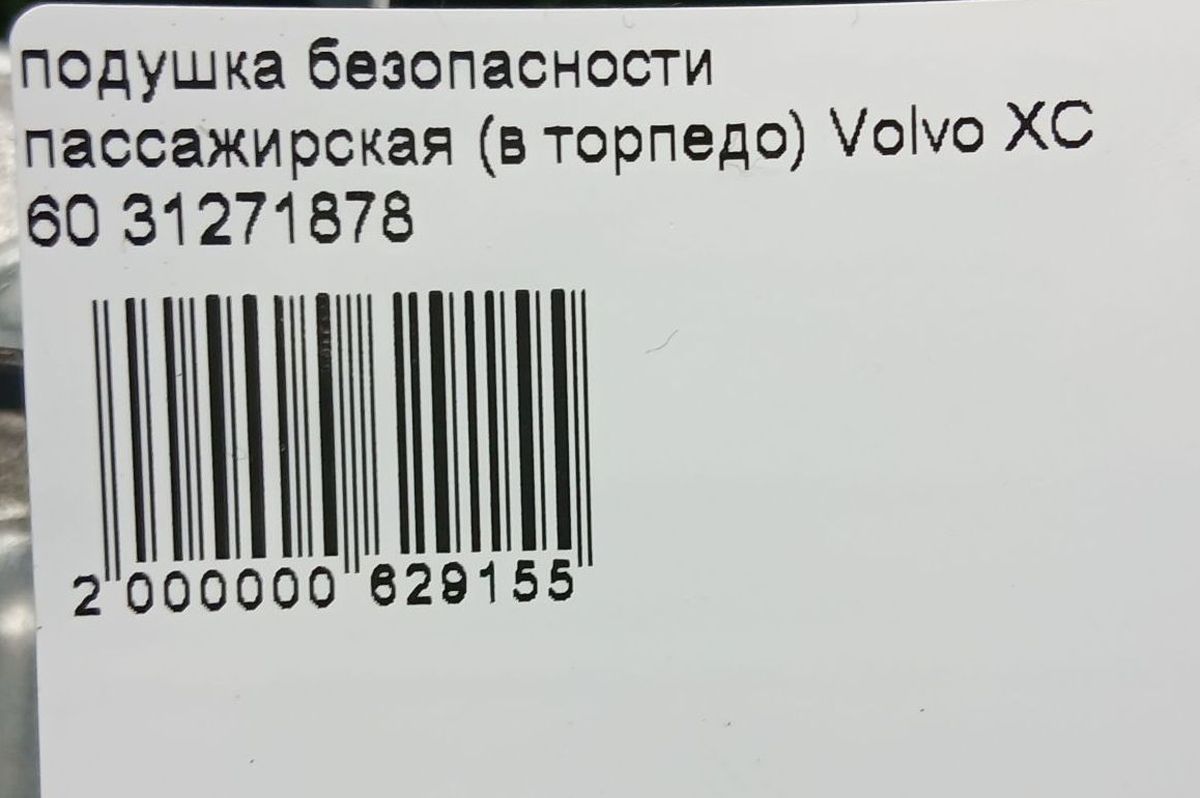 подушка безопасности
пассажирская (в торпедо) Volvo XC
60 31271878
2 000000 629155